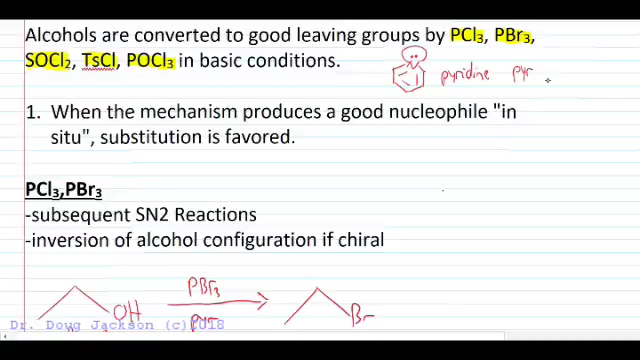 Alcohols are converted to good leaving groups by PCl3, PBr3,
SOCl2, TsCl, POCl3 in basic conditions.
pyridine pyr
1. When the mechanism produces a good nucleophile "in
situ", substitution is favored.
PCl3,PBr3
-subsequent SN2 Reactions
-inversion of alcohol configuration if chiral
PBr3
OH
pyr
Br
Dr. Doug Jackson (c)2018